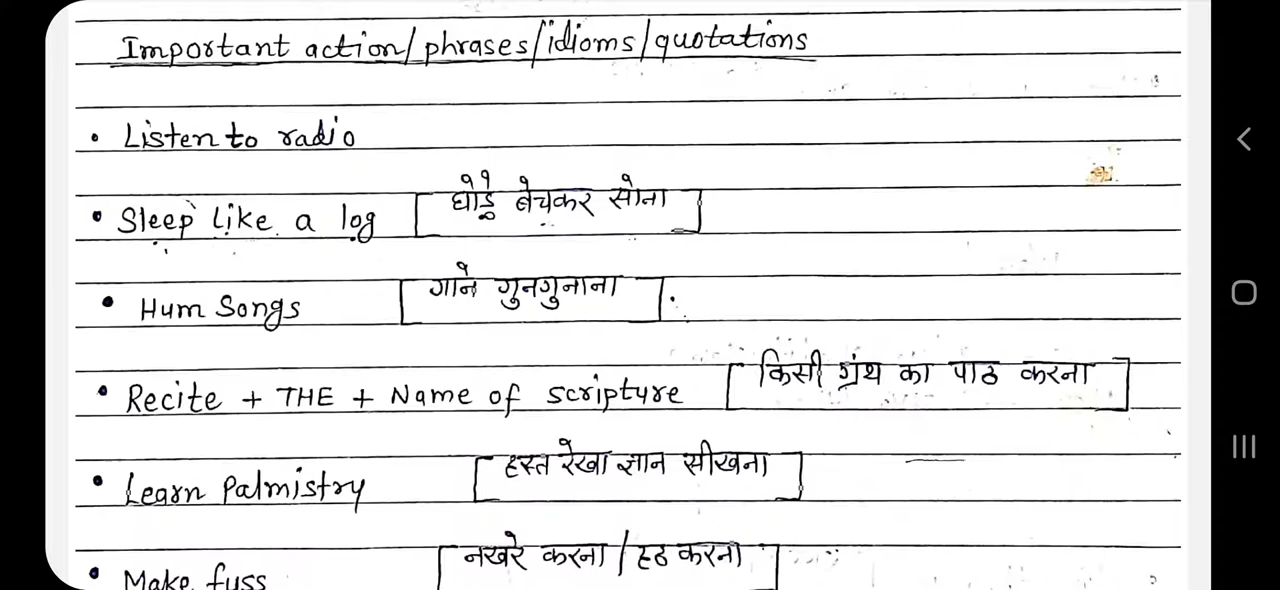 Important action/phrases/idioms/quotations
• Listen to radio
• Sleep like a log [घोड़े बेचकर सोना]
• Hum Songs [गाने गुनगुनाना].
• Recite + THE + Name of scripture [किसी ग्रंथ का पाठ करना]
• Learn Palmistry [हस्त रेखा ज्ञान सीखना]
• Make fuss [नखरे करना/हठ करना]